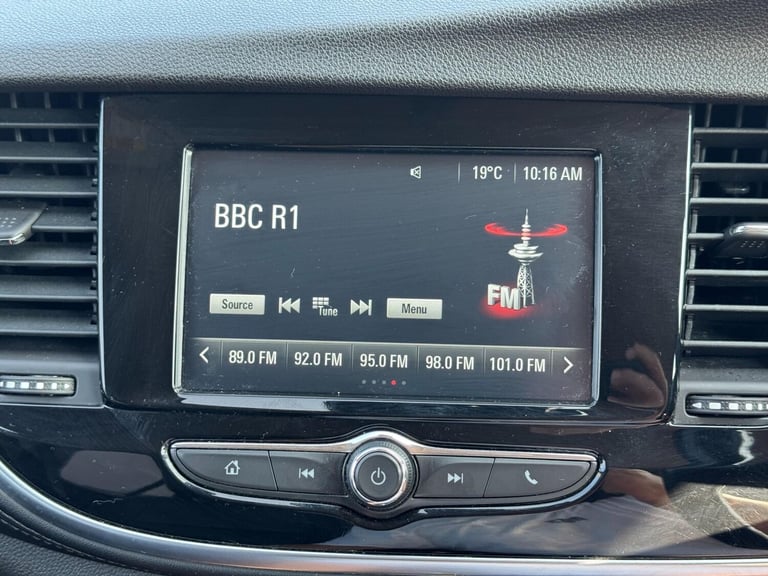 19°C 10:16 AM
BBC R1
FM
Source Tune Menu
89.0 FM 92.0 FM 95.0 FM 98.0 FM 101.0 FM